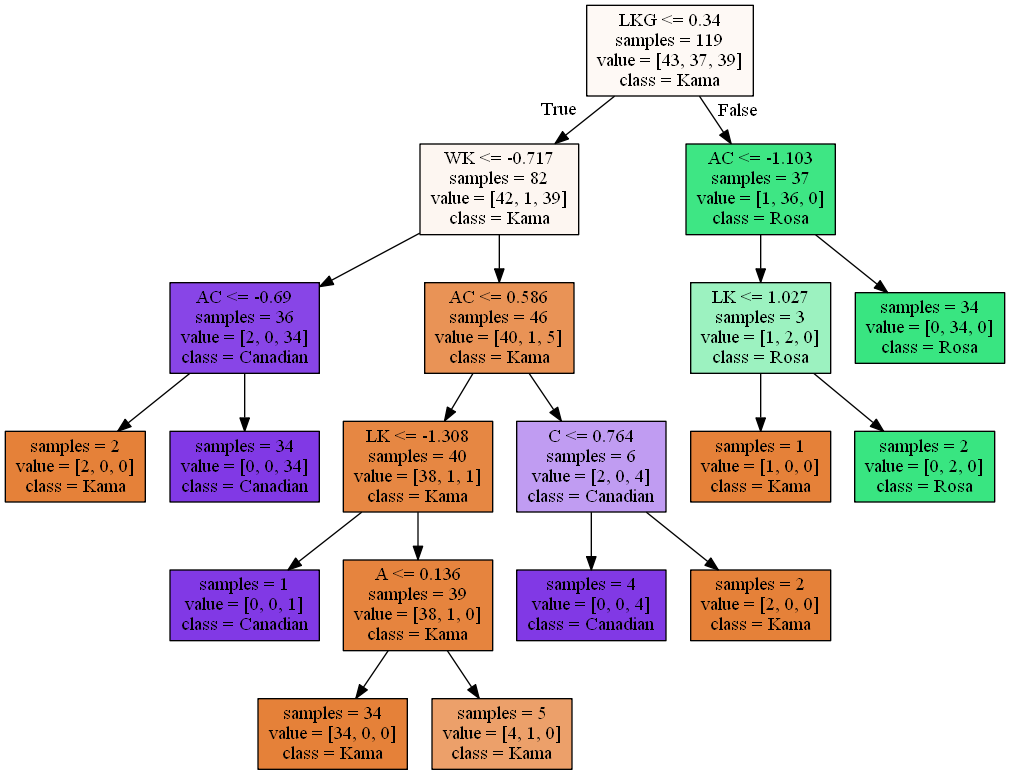 LKG <= 0.34
samples = 119
value = [43, 37, 39]
class = Kama
True
False
WK <= -0.717
samples = 82
value = [42, 1, 39]
class = Kama
AC <= -1.103
samples = 37
value = [1, 36, 0]
class = Rosa
AC <= -0.69
samples = 36
value = [2, 0, 34]
class = Canadian
AC <= 0.586
samples = 46
value = [40, 1, 5]
class = Kama
LK <= 1.027
samples = 3
value = [1, 2, 0]
class = Rosa
samples = 34
value = [0, 34, 0]
class = Rosa
samples = 2
value = [2, 0, 0]
class = Kama
samples = 34
value = [0, 0, 34]
class = Canadian
LK <= -1.308
samples = 40
value = [38, 1, 1]
class = Kama
C <= 0.764
samples = 6
value = [2, 0, 4]
class = Canadian
samples = 1
value = [1, 0, 0]
class = Kama
samples = 2
value = [0, 2, 0]
class = Rosa
samples = 1
value = [0, 0, 1]
class = Canadian
A <= 0.136
samples = 39
value = [38, 1, 0]
class = Kama
samples = 4
value = [0, 0, 4]
class = Canadian
samples = 2
value = [2, 0, 0]
class = Kama
samples = 34
value = [34, 0, 0]
class = Kama
samples = 5
value = [4, 1, 0]
class = Kama